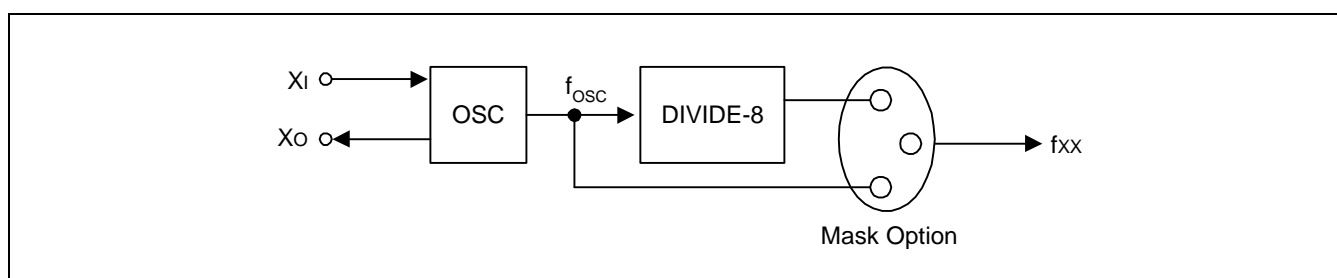 XI
XO
OSC
fOSC
DIVIDE-8
fXX
Mask Option